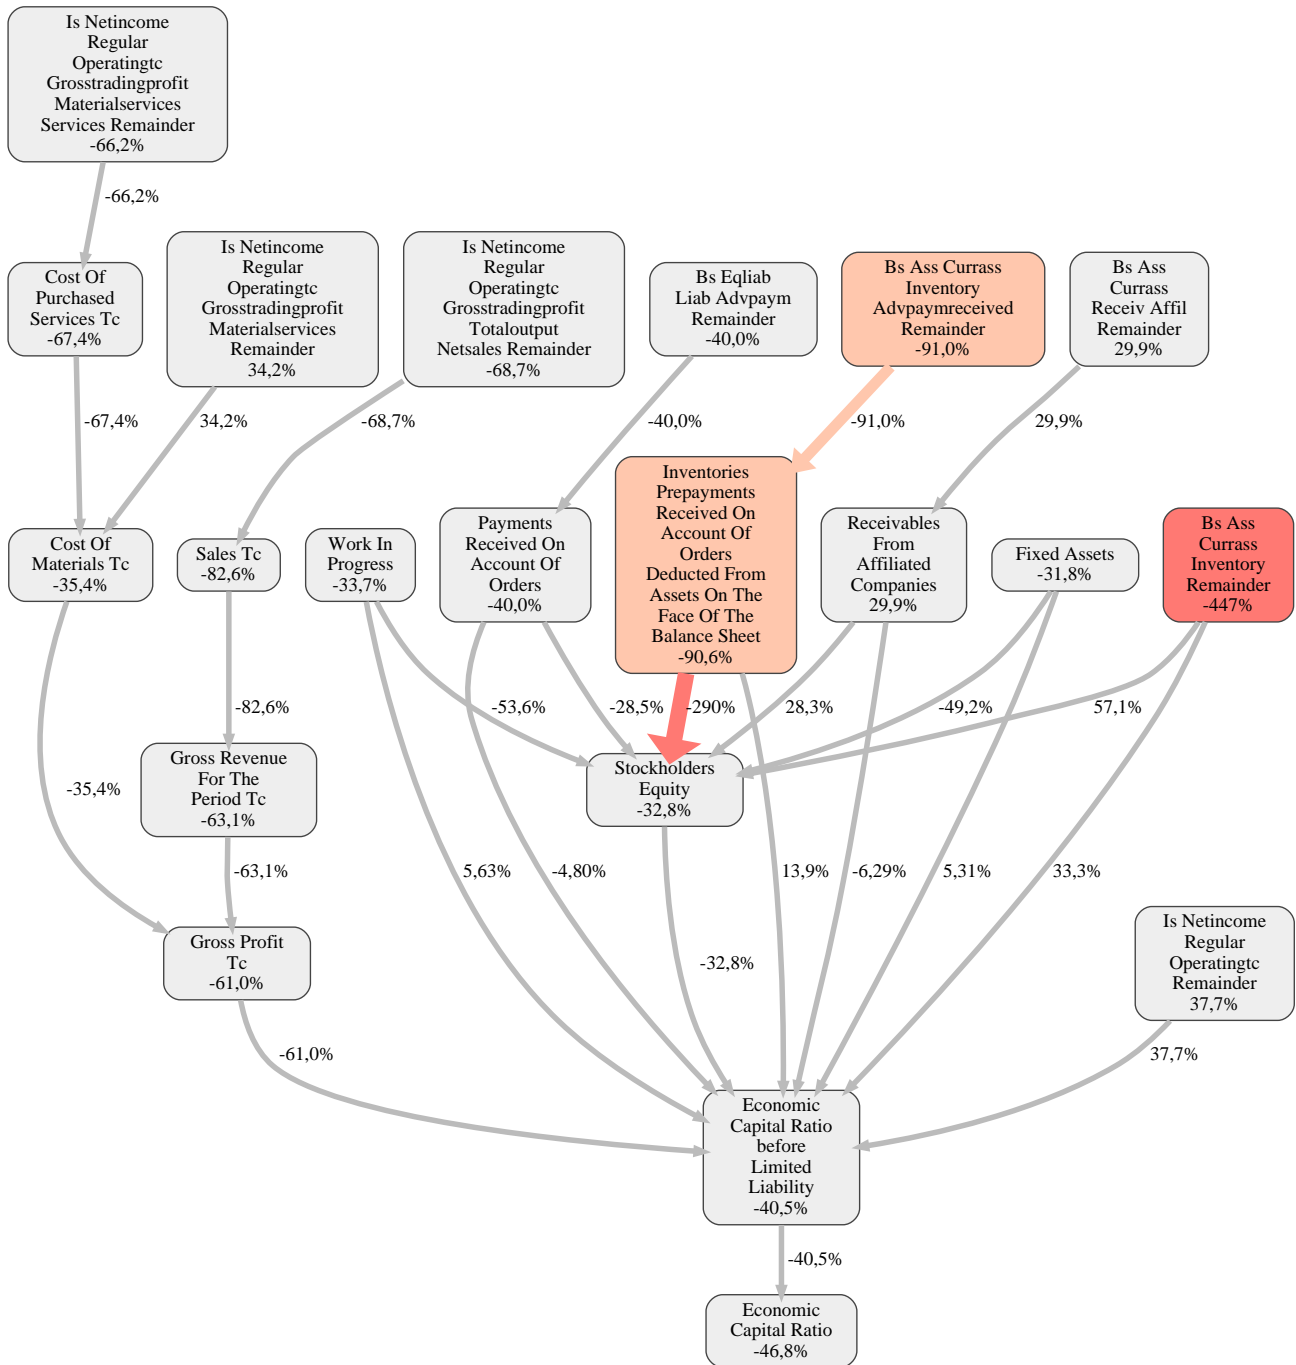 Is Netincome
Regular
Operatingtc
Grosstradingprofit
Materialservices
Services Remainder
-66,2%
-66,2%
Cost Of
Purchased
Services Tc
-67,4%
Is Netincome
Regular
Operatingtc
Grosstradingprofit
Materialservices
Remainder
34,2%
Is Netincome
Regular
Operatingtc
Grosstradingprofit
Totaloutput
Netsales Remainder
-68,7%
Bs Eqliab
Liab Advpaym
Remainder
-40,0%
Bs Ass Currass
Inventory
Advpaymreceived
Remainder
-91,0%
Bs Ass
Currass
Receiv Affil
Remainder
29,9%
-67,4%
34,2%
-68,7%
-40,0%
-91,0%
29,9%
Cost Of
Materials Tc
-35,4%
Sales Tc
-82,6%
Work In
Progress
-33,7%
Payments
Received On
Account Of
Orders
-40,0%
Inventories
Prepayments
Received On
Account Of
Orders
Deducted From
Assets On The
Face Of The
Balance Sheet
-90,6%
Receivables
From
Affiliated
Companies
29,9%
Fixed Assets
-31,8%
Bs Ass
Currass
Inventory
Remainder
-447%
-82,6%
-53,6%
-28,5%
-290%
28,3%
-49,2%
57,1%
-35,4%
Gross Revenue
For The
Period Tc
-63,1%
Stockholders
Equity
-32,8%
-63,1%
5,63%
-4,80%
13,9%
-6,29%
5,31%
33,3%
Gross Profit
Tc
-61,0%
-32,8%
Is Netincome
Regular
Operatingtc
Remainder
37,7%
-61,0%
37,7%
Economic
Capital Ratio
before
Limited
Liability
-40,5%
-40,5%
Economic
Capital Ratio
-46,8%